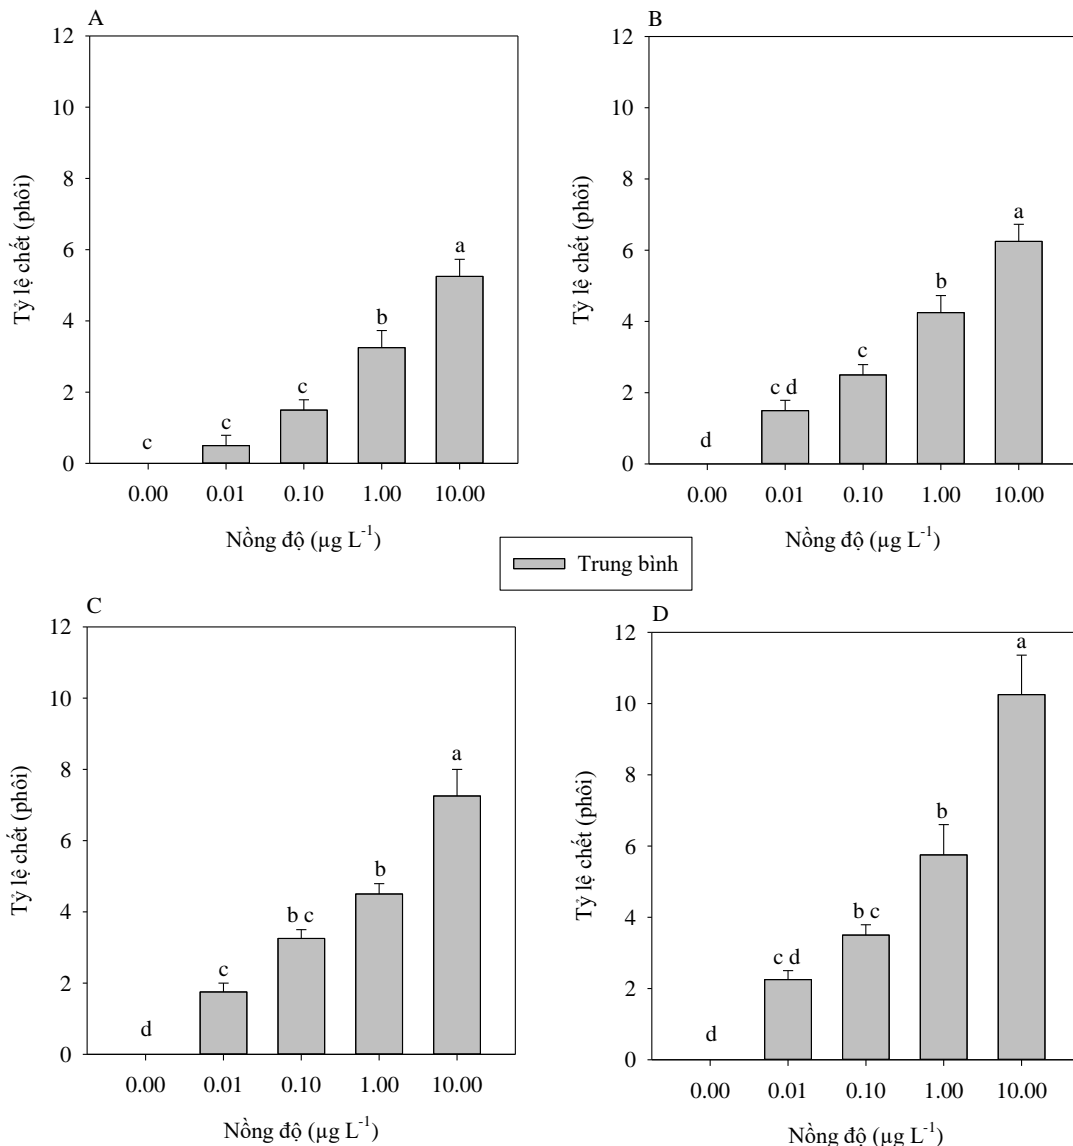 A
12
10
8
6
4
2
0
Tỷ lệ chết (phôi)
c
c
c
b
a
0.00 0.01 0.10 1.00 10.00
Nồng độ (µg L⁻¹)
B
12
10
8
6
4
2
0
Tỷ lệ chết (phôi)
d
c d
c
b
a
0.00 0.01 0.10 1.00 10.00
Nồng độ (µg L⁻¹)
Trung bình
C
12
10
8
6
4
2
0
Tỷ lệ chết (phôi)
d
c
b c
b
a
0.00 0.01 0.10 1.00 10.00
Nồng độ (µg L⁻¹)
D
12
10
8
6
4
2
0
Tỷ lệ chết (phôi)
d
c d
b c
b
a
0.00 0.01 0.10 1.00 10.00
Nồng độ (µg L⁻¹)